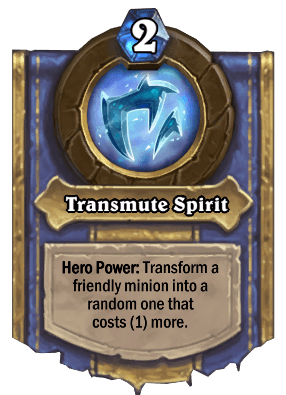 2
Transmute Spirit
Hero Power: Transform a
friendly minion into a
random one that
costs (1) more.